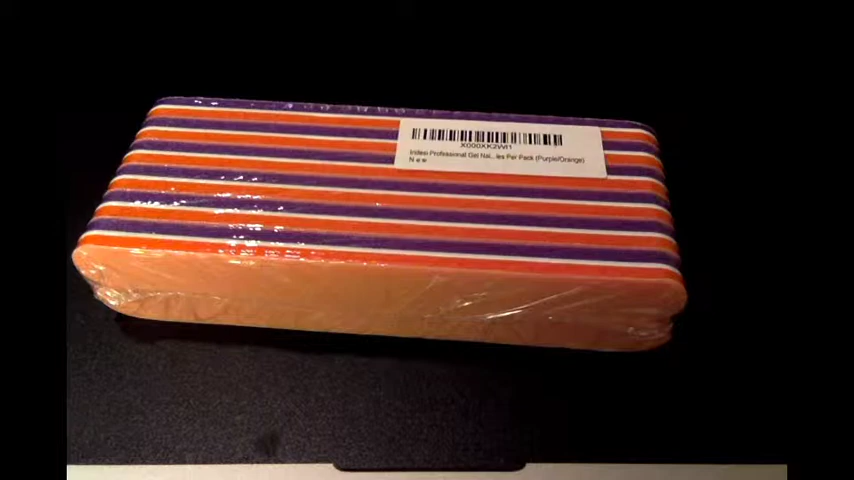 X000XK2WI1
Professional Gel Nai...les Per Pack (Purple/Orange)
New